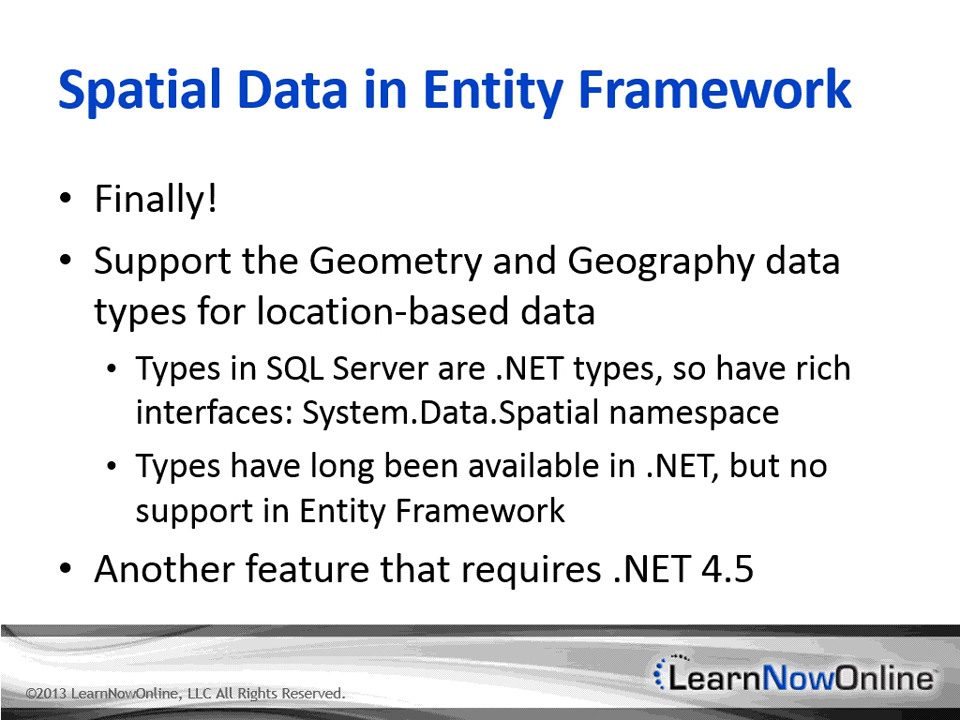 Spatial Data in Entity Framework
• Finally!
• Support the Geometry and Geography data
types for location-based data
• Types in SQL Server are .NET types, so have rich
interfaces: System.Data.Spatial namespace
• Types have long been available in .NET, but no
support in Entity Framework
• Another feature that requires .NET 4.5
©2013 LearnNowOnline, LLC All Rights Reserved.
LearnNowOnline